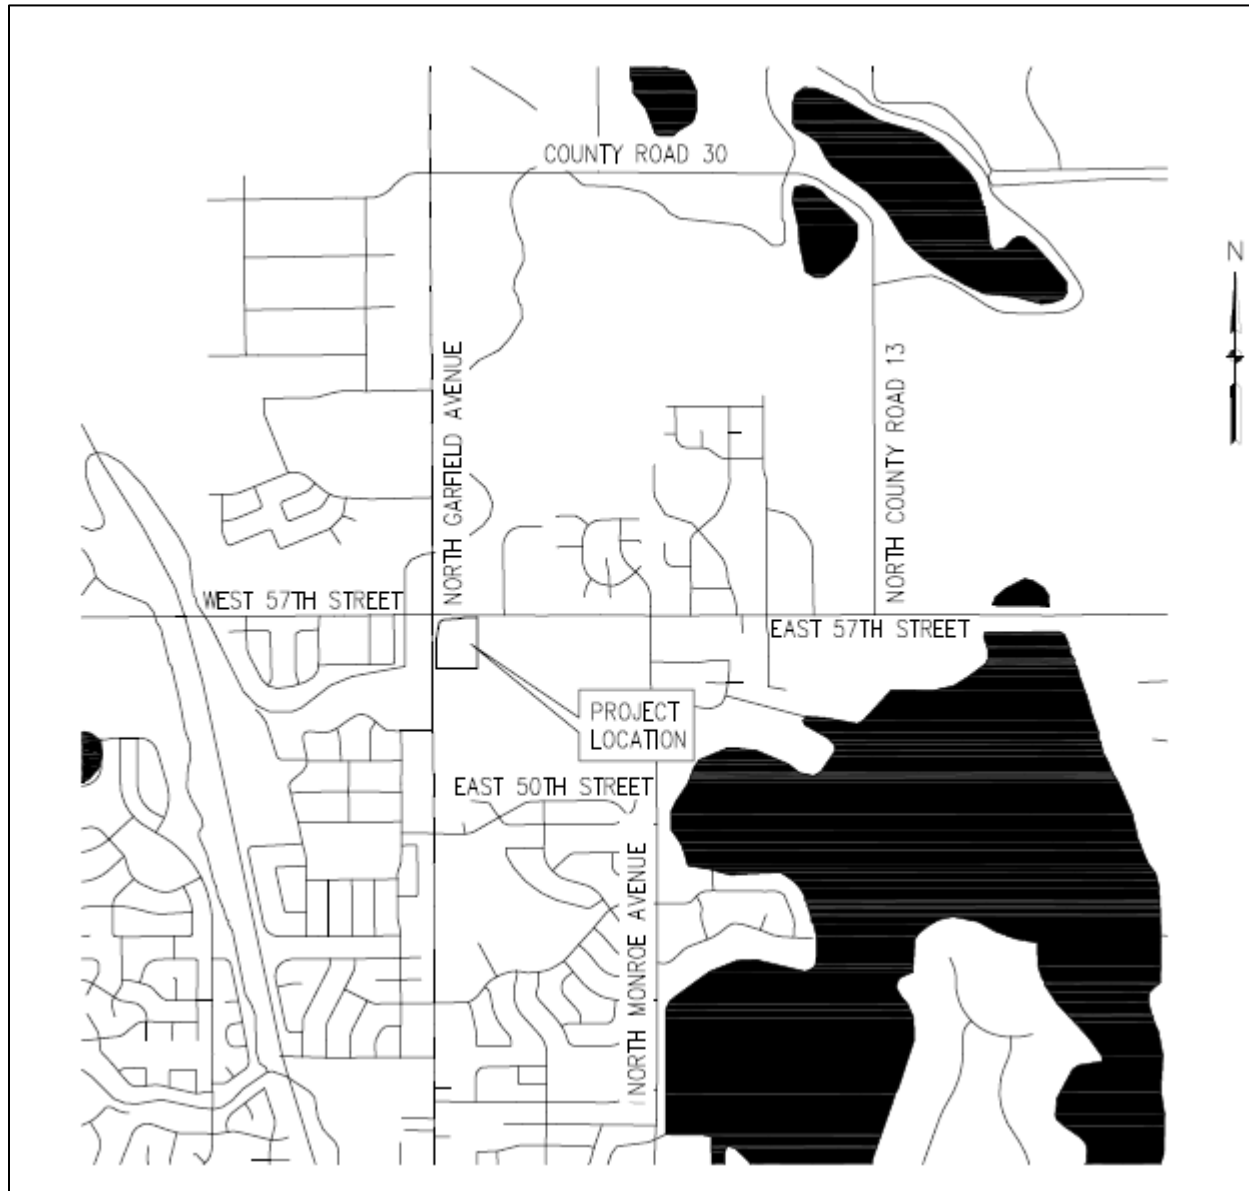 COUNTY ROAD 30
N
NORTH GARFIELD AVENUE
NORTH COUNTY ROAD 13
WEST 57TH STREET
EAST 57TH STREET
PROJECT
LOCATION
EAST 50TH STREET
NORTH MONROE AVENUE